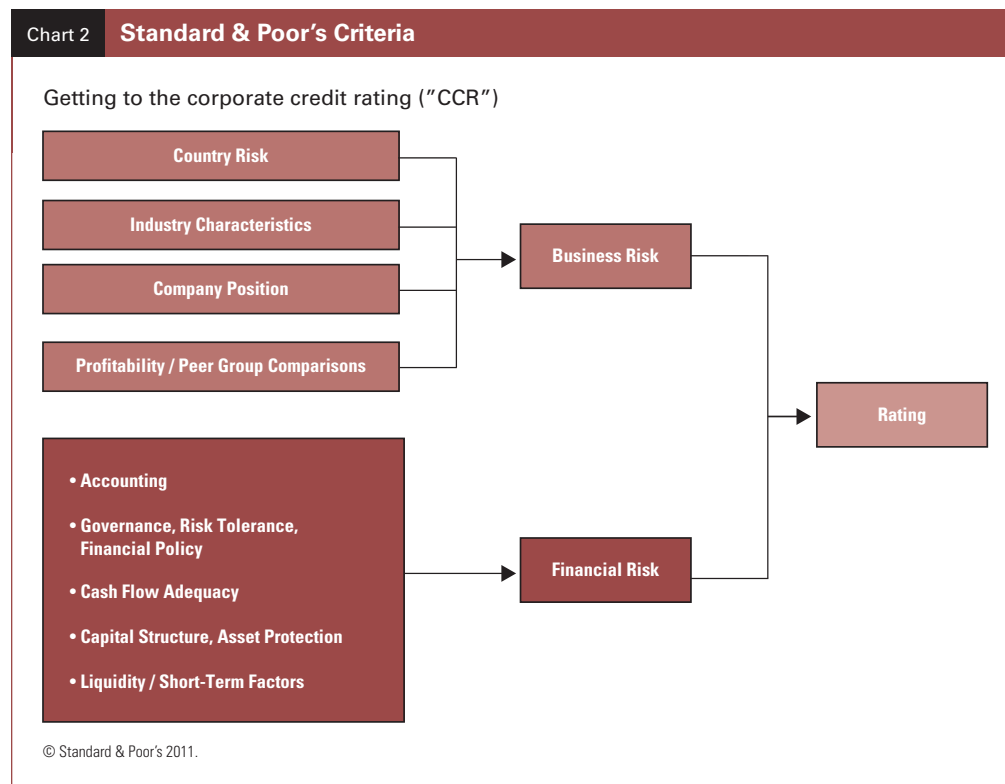 Chart 2 Standard & Poor's Criteria
Getting to the corporate credit rating ("CCR")
Country Risk
Industry Characteristics
Company Position
Profitability / Peer Group Comparisons
Business Risk
Rating
• Accounting
• Governance, Risk Tolerance,
Financial Policy
• Cash Flow Adequacy
• Capital Structure, Asset Protection
• Liquidity / Short-Term Factors
Financial Risk
© Standard & Poor's 2011.